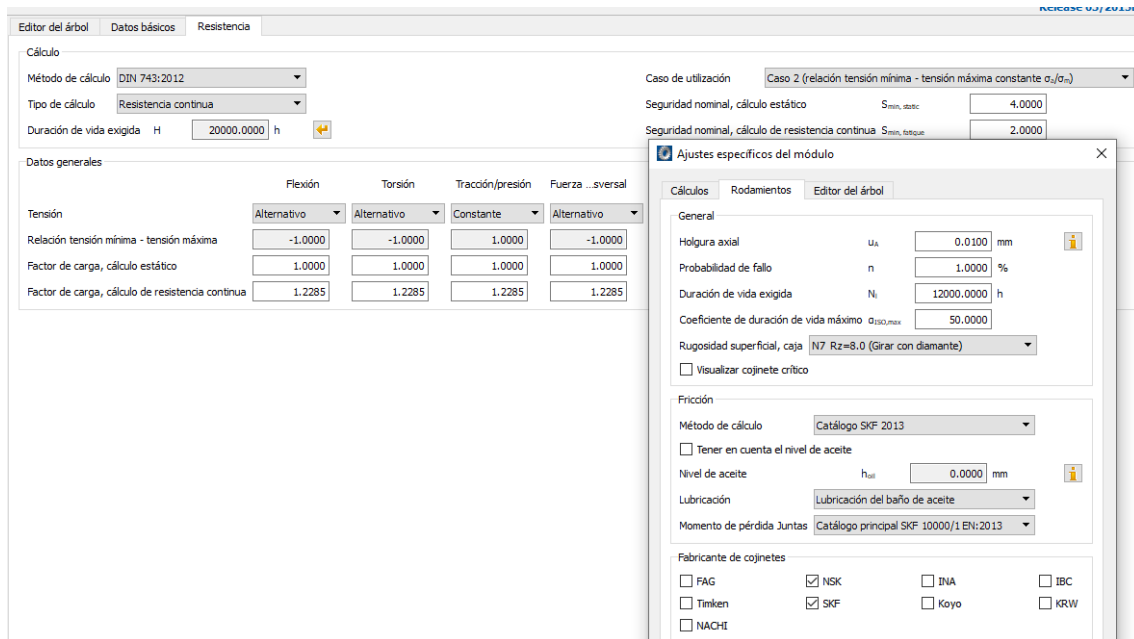 Release 03/2015
Editor del árbol Datos básicos Resistencia
Cálculo
Método de cálculo DIN 743:2012
Caso de utilización Caso 2 (relación tensión mínima - tensión máxima constante σₐ/σₘ)
Tipo de cálculo Resistencia continua
Seguridad nominal, cálculo estático Smin, static 4.0000
Duración de vida exigida H 20000.0000 h
Seguridad nominal, cálculo de resistencia continua Smin, fatigue 2.0000
Datos generales
Flexión Torsión Tracción/presión Fuerza ...sversal
Tensión Alternativo Alternativo Constante Alternativo
Relación tensión mínima - tensión máxima -1.0000 -1.0000 1.0000 -1.0000
Factor de carga, cálculo estático 1.0000 1.0000 1.0000 1.0000
Factor de carga, cálculo de resistencia continua 1.2285 1.2285 1.2285 1.2285
Ajustes específicos del módulo
Cálculos Rodamientos Editor del árbol
General
Holgura axial uA 0.0100 mm
Probabilidad de fallo n 1.0000 %
Duración de vida exigida Nl 12000.0000 h
Coeficiente de duración de vida máximo aISO,max 50.0000
Rugosidad superficial, caja N7 Rz=8.0 (Girar con diamante)
Visualizar cojinete crítico
Fricción
Método de cálculo Catálogo SKF 2013
Tener en cuenta el nivel de aceite
Nivel de aceite hoil 0.0000 mm
Lubricación Lubricación del baño de aceite
Momento de pérdida Juntas Catálogo principal SKF 10000/1 EN:2013
Fabricante de cojinetes
FAG NSK INA IBC
Timken SKF Koyo KRW
NACHI